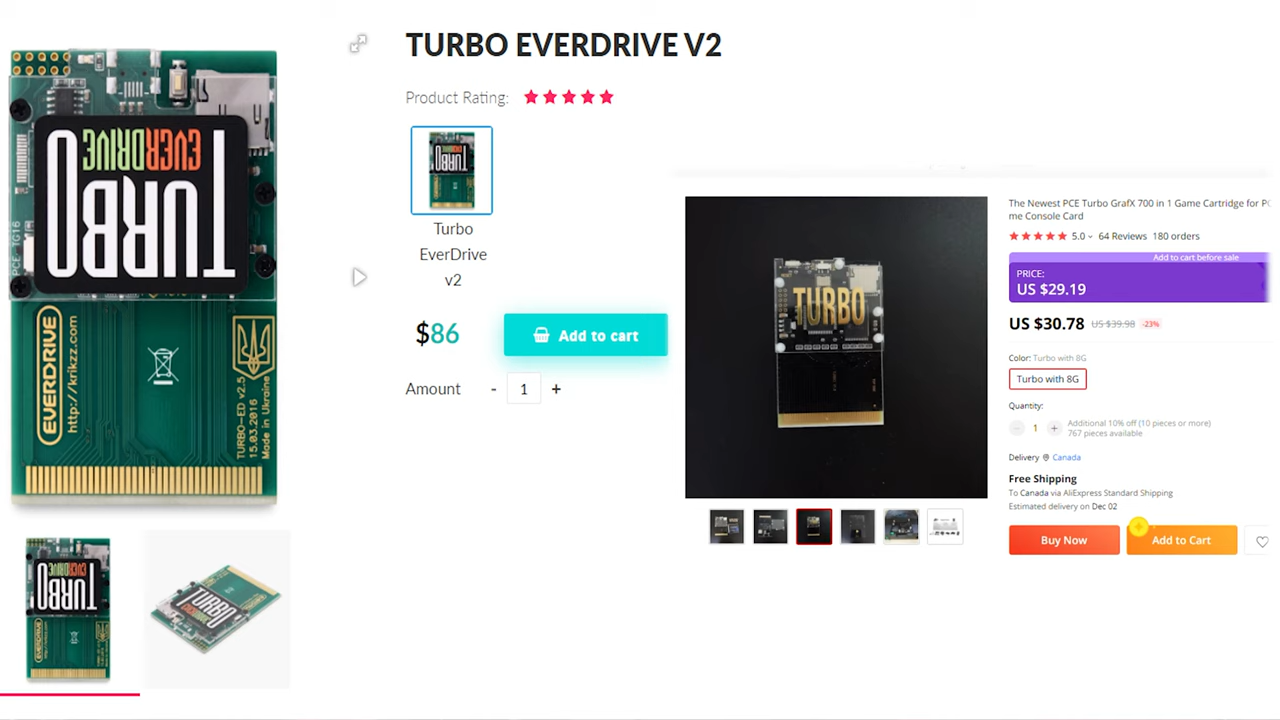 TURBO EVERDRIVE V2
Product Rating:
Turbo
EverDrive
v2
$86
Add to cart
Amount
- 1 +
TURBO
EVERDRIVE
PCE TG16
EVERDRIVE
http://krikzz.com
TURBO-ED v2.5
15.03.2016
Made in Ukraine
TURBO
The Newest PCE Turbo GrafX 700 in 1 Game Cartridge for PC
me Console Card
5.0 64 Reviews 180 orders
Add to cart before sale
PRICE:
US $29.19
US $30.78 US $39.98 -23%
Color: Turbo with 8G
Turbo with 8G
Quantity:
- 1 + Additional 10% off (10 pieces or more)
767 pieces available
Delivery Canada
Free Shipping
To Canada via AliExpress Standard Shipping
Estimated delivery on Dec 02
Buy Now
Add to Cart